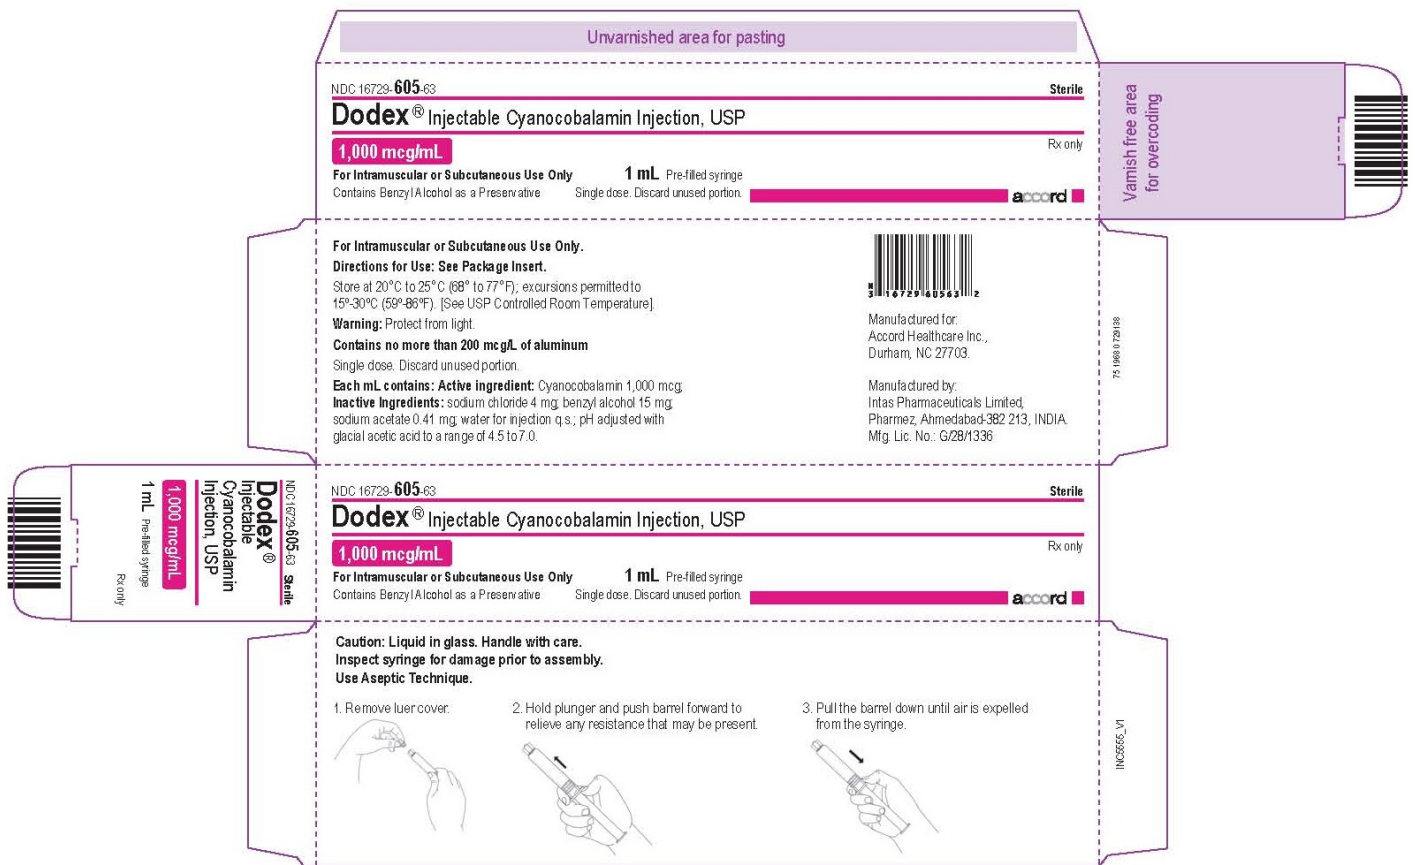 Unvarnished area for pasting
NDC 16729-605-63
Sterile
Dodex® Injectable Cyanocobalamin Injection, USP
1,000 mcg/mL
Rx only
For Intramuscular or Subcutaneous Use Only
1 mL Pre-filled syringe
Contains Benzyl Alcohol as a Preservative
Single dose. Discard unused portion.
accord
Varnish free area
for overcoding
For Intramuscular or Subcutaneous Use Only.
Directions for Use: See Package Insert.
Store at 20°C to 25°C (68° to 77°F); excursions permitted to
15º-30ºC (59º-86ºF). [See USP Controlled Room Temperature].
Warning: Protect from light.
Contains no more than 200 mcg/L of aluminum
Single dose. Discard unused portion.
Each mL contains: Active ingredient: Cyanocobalamin 1,000 mcg;
Inactive Ingredients: sodium chloride 4 mg; benzyl alcohol 15 mg;
sodium acetate 0.41 mg; water for injection q.s.; pH adjusted with
glacial acetic acid to a range of 4.5 to 7.0.
N
3 16729 60563 2
Manufactured for:
Accord Healthcare Inc.,
Durham, NC 27703.
Manufactured by:
Intas Pharmaceuticals Limited,
Pharmez, Ahmedabad-382 213, INDIA.
Mfg. Lic. No.: G/28/1336
75 1968 0 729138
NDC 16729-605-63 Sterile
Dodex®
Injectable
Cyanocobalamin
Injection, USP
1,000 mcg/mL
1 mL Pre-filled syringe
Rx only
NDC 16729-605-63
Sterile
Dodex® Injectable Cyanocobalamin Injection, USP
1,000 mcg/mL
Rx only
For Intramuscular or Subcutaneous Use Only
1 mL Pre-filled syringe
Contains Benzyl Alcohol as a Preservative
Single dose. Discard unused portion.
accord
Caution: Liquid in glass. Handle with care.
Inspect syringe for damage prior to assembly.
Use Aseptic Technique.
1. Remove luer cover.
2. Hold plunger and push barrel forward to
relieve any resistance that may be present.
3. Pull the barrel down until air is expelled
from the syringe.
INC5555_V1